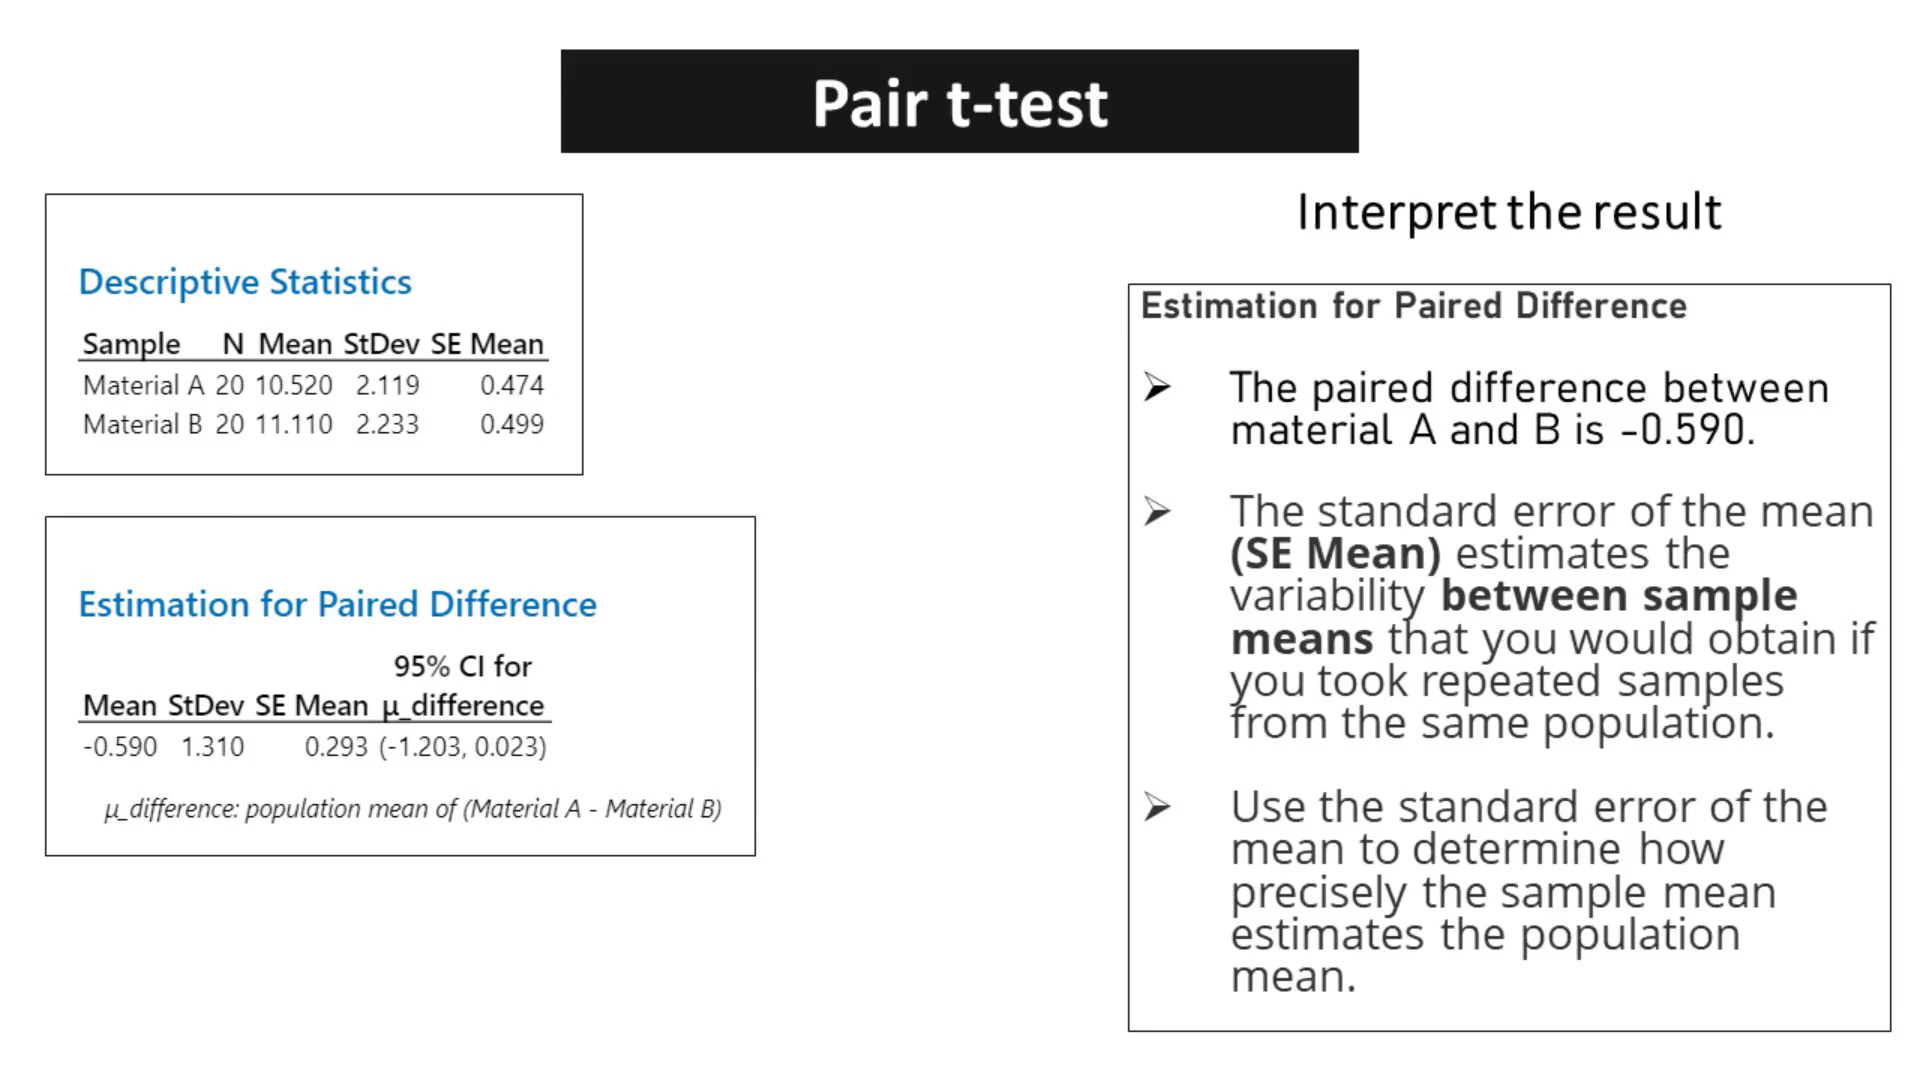 Pair t-test
Descriptive Statistics
Sample N Mean StDev SE Mean
Material A 20 10.520 2.119 0.474
Material B 20 11.110 2.233 0.499
Estimation for Paired Difference
95% CI for
Mean StDev SE Mean μ_difference
-0.590 1.310 0.293 (-1.203, 0.023)
μ_difference: population mean of (Material A - Material B)
Interpret the result
Estimation for Paired Difference
➢ The paired difference between
material A and B is -0.590.
➢ The standard error of the mean
(SE Mean) estimates the
variability between sample
means that you would obtain if
you took repeated samples
from the same population.
➢ Use the standard error of the
mean to determine how
precisely the sample mean
estimates the population
mean.